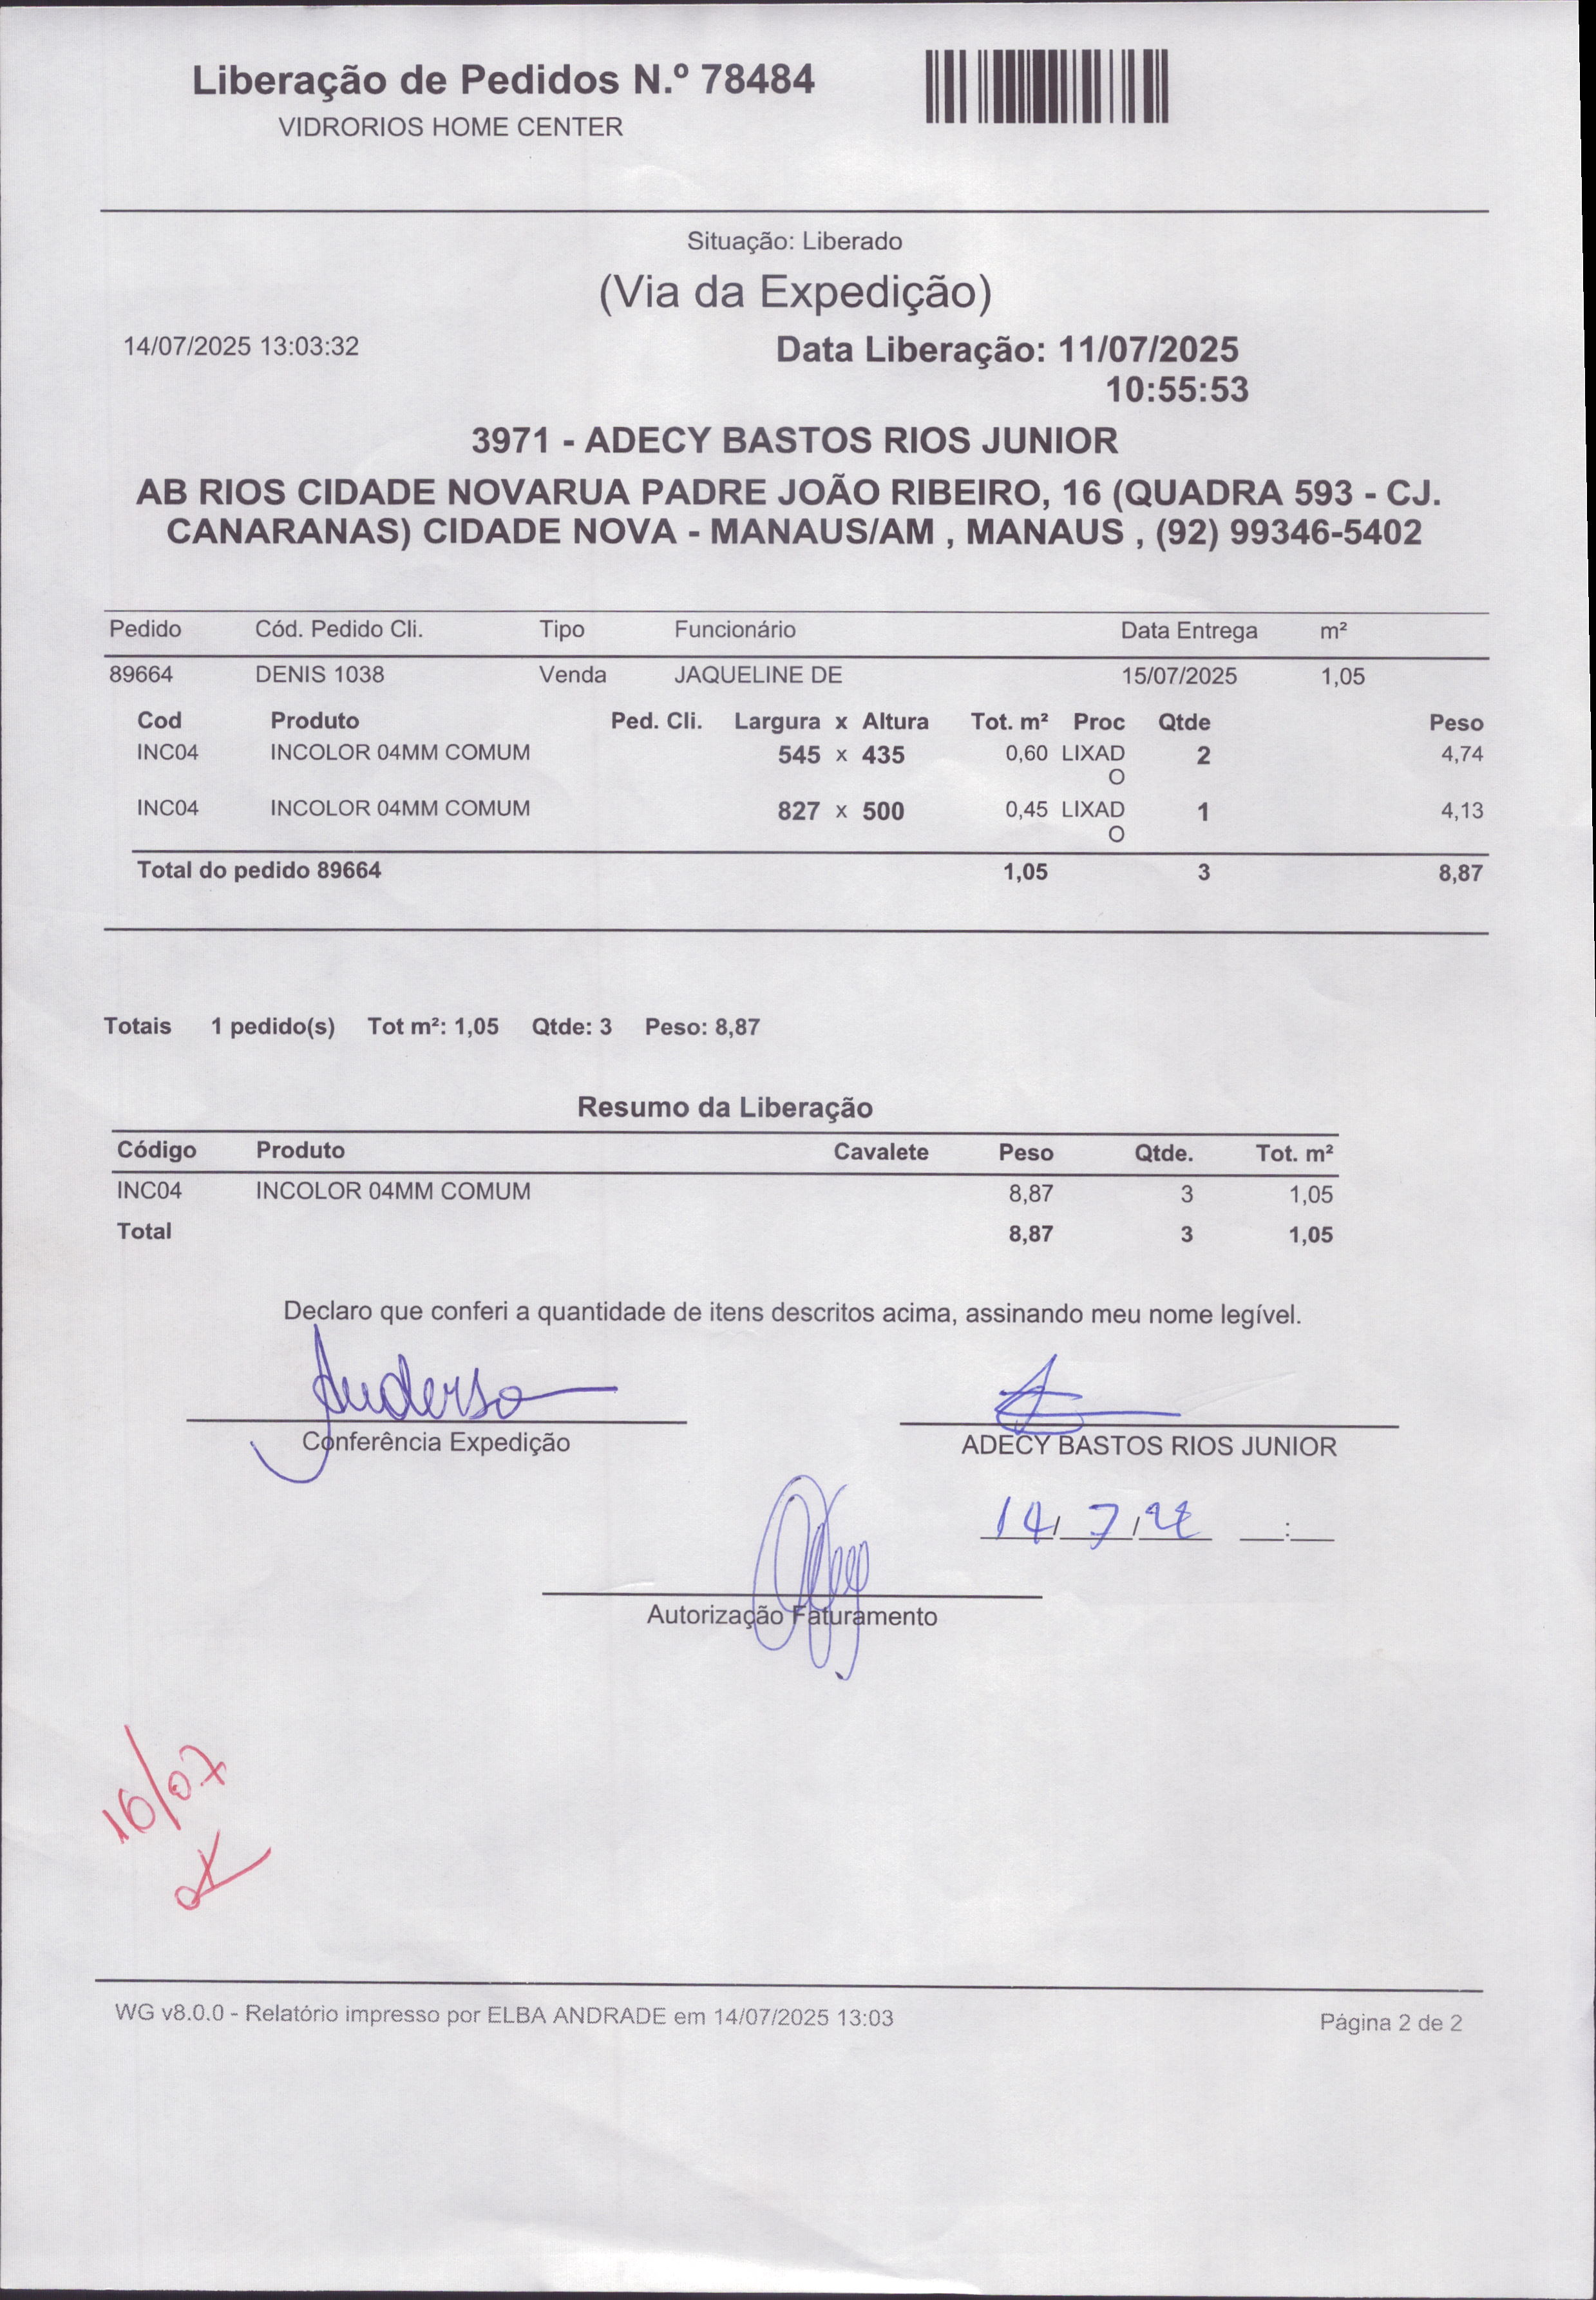 Liberação de Pedidos N.º 78484
VIDRORIOS HOME CENTER
Situação: Liberado
(Via da Expedição)
14/07/2025 13:03:32 Data Liberação: 11/07/2025
10:55:53
3971 - ADECY BASTOS RIOS JUNIOR
AB RIOS CIDADE NOVARUA PADRE JOÃO RIBEIRO, 16 (QUADRA 593 - CJ.
CANARANAS) CIDADE NOVA - MANAUS/AM , MANAUS , (92) 99346-5402
Pedido Cód. Pedido Cli. Tipo Funcionário Data Entrega m²
89664 DENIS 1038 Venda JAQUELINE DE 15/07/2025 1,05
Cod Produto Ped. Cli. Largura x Altura Tot. m² Proc Qtde Peso
INC04 INCOLOR 04MM COMUM 545 x 435 0,60 LIXAD 2 4,74
O
INC04 INCOLOR 04MM COMUM 827 x 500 0,45 LIXAD 1 4,13
O
Total do pedido 89664 1,05 3 8,87
Totais 1 pedido(s) Tot m²: 1,05 Qtde: 3 Peso: 8,87
Resumo da Liberação
Código Produto Cavalete Peso Qtde. Tot. m²
INC04 INCOLOR 04MM COMUM 8,87 3 1,05
Total 8,87 3 1,05
Declaro que conferi a quantidade de itens descritos acima, assinando meu nome legível.
Anderso
Conferência Expedição ADECY BASTOS RIOS JUNIOR
14/ 7 / __:__
Autorização Faturamento
16/07
WG v8.0.0 - Relatório impresso por ELBA ANDRADE em 14/07/2025 13:03 Página 2 de 2